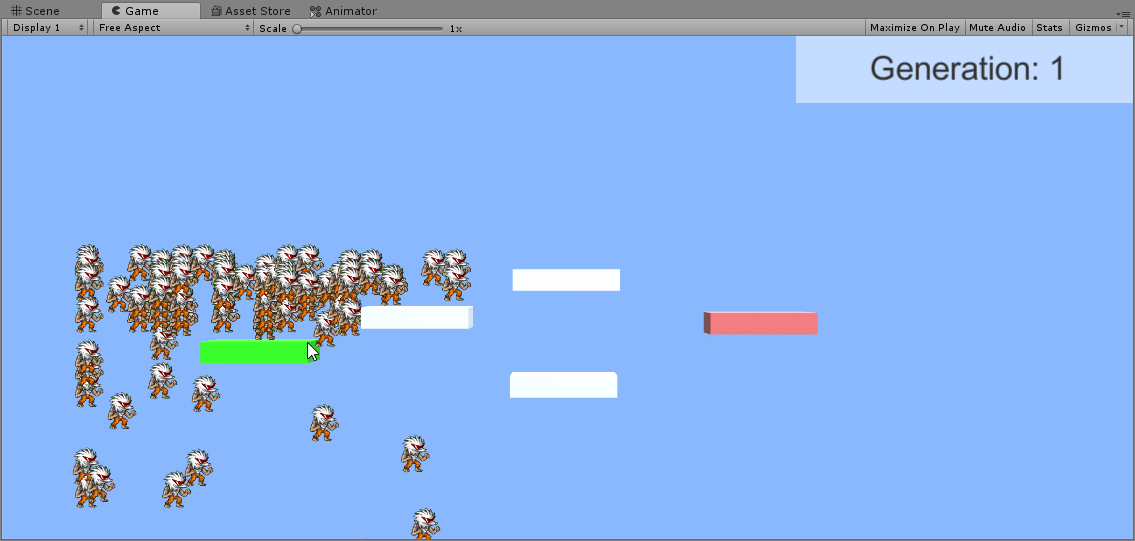 Scene Game Asset Store Animator
Display 1 Free Aspect Scale 1x Maximize On Play Mute Audio Stats Gizmos
Generation: 1